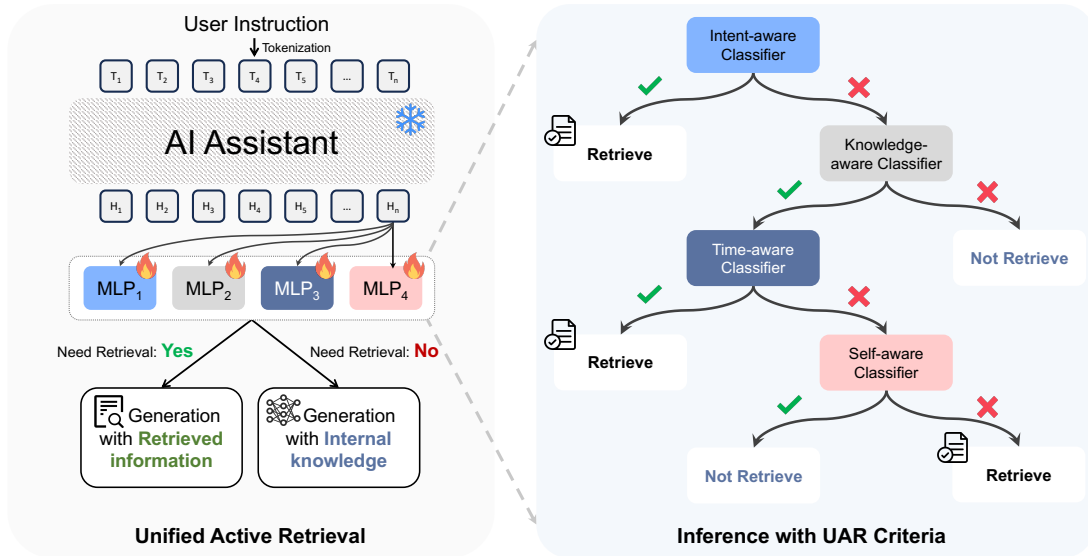 User Instruction
Tokenization
T1 T2 T3 T4 T5 ... Tn
AI Assistant
H1 H2 H3 H4 H5 ... Hn
MLP1 MLP2 MLP3 MLP4
Need Retrieval: Yes
Need Retrieval: No
Generation
with Retrieved
information
Generation
with Internal
knowledge
Unified Active Retrieval
Intent-aware
Classifier
Retrieve
Knowledge-
aware Classifier
Time-aware
Classifier
Not Retrieve
Retrieve
Self-aware
Classifier
Not Retrieve
Retrieve
Inference with UAR Criteria